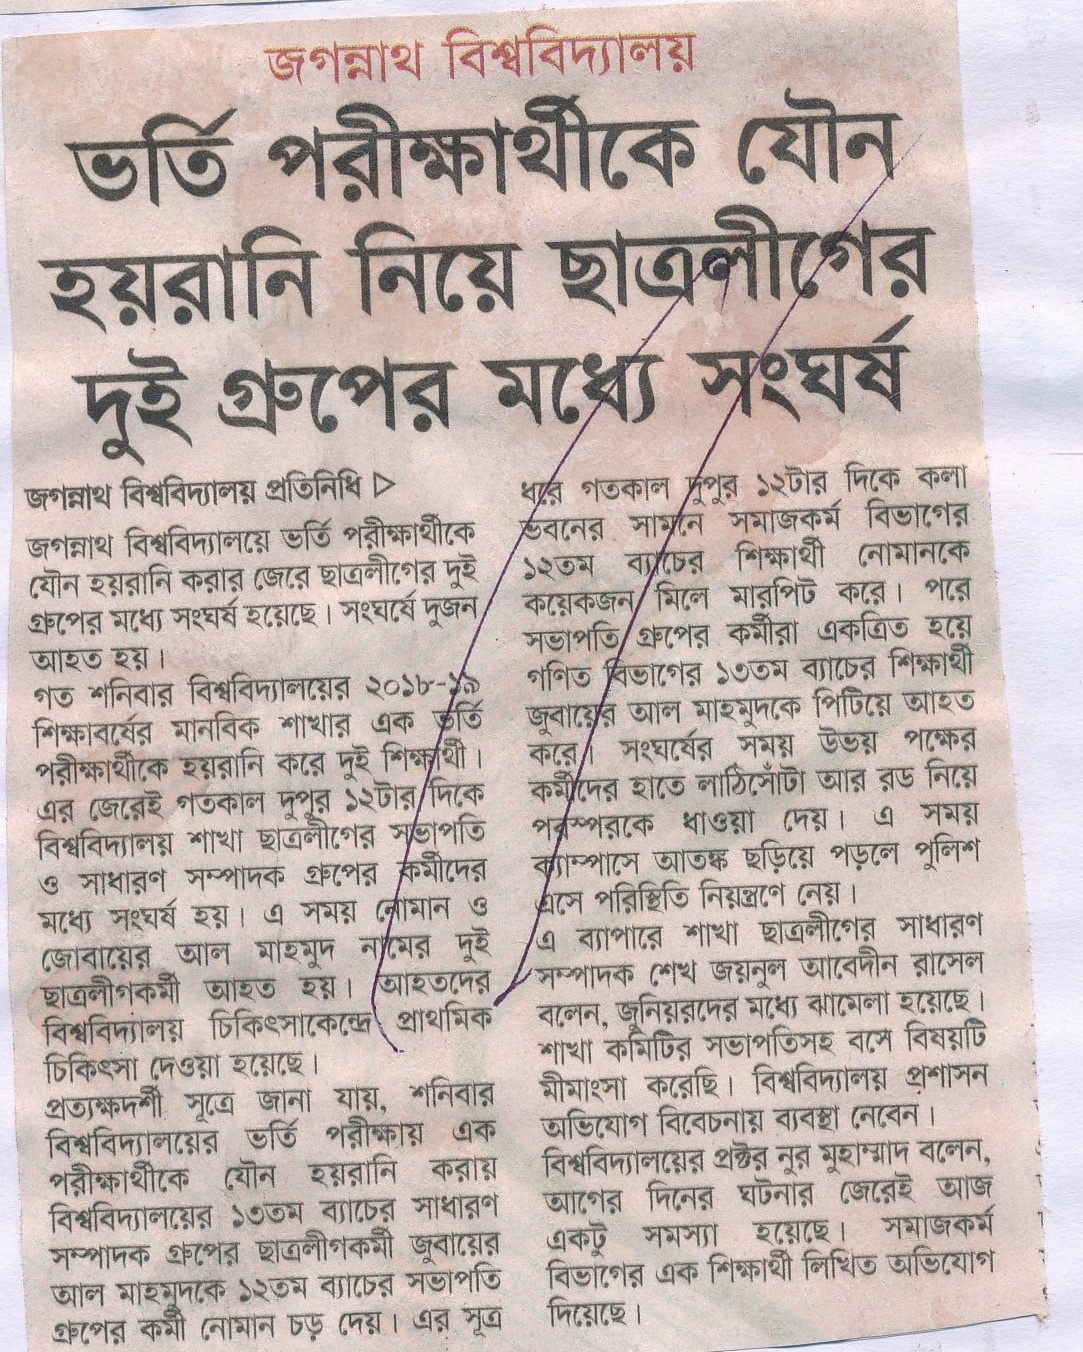 জগন্নাথ বিশ্ববিদ্যালয়
ভর্তি পরীক্ষার্থীকে যৌন
হয়রানি নিয়ে ছাত্রলীগের
দুই গ্রুপের মধ্যে সংঘর্ষ
জগন্নাথ বিশ্ববিদ্যালয় প্রতিনিধি ▷
জগন্নাথ বিশ্ববিদ্যালয়ে ভর্তি পরীক্ষার্থীকে
যৌন হয়রানি করার জেরে ছাত্রলীগের দুই
গ্রুপের মধ্যে সংঘর্ষ হয়েছে। সংঘর্ষে দুজন
আহত হয়।
গত শনিবার বিশ্ববিদ্যালয়ের ২০১৮-১৯
শিক্ষাবর্ষের মানবিক শাখার এক ভর্তি
পরীক্ষার্থীকে হয়রানি করে দুই শিক্ষার্থী।
এর জেরেই গতকাল দুপুর ১২টার দিকে
বিশ্ববিদ্যালয় শাখা ছাত্রলীগের সভাপতি
ও সাধারণ সম্পাদক গ্রুপের কর্মীদের
মধ্যে সংঘর্ষ হয়। এ সময় নোমান ও
জোবায়ের আল মাহমুদ নামের দুই
ছাত্রলীগকর্মী আহত হয়। আহতদের
বিশ্ববিদ্যালয় চিকিৎসাকেন্দ্রে প্রাথমিক
চিকিৎসা দেওয়া হয়েছে।
প্রত্যক্ষদর্শী সূত্রে জানা যায়, শনিবার
বিশ্ববিদ্যালয়ের ভর্তি পরীক্ষায় এক
পরীক্ষার্থীকে যৌন হয়রানি করায়
বিশ্ববিদ্যালয়ের ১৩তম ব্যাচের সাধারণ
সম্পাদক গ্রুপের ছাত্রলীগকর্মী জুবায়ের
আল মাহমুদকে ১২তম ব্যাচের সভাপতি
গ্রুপের কর্মী নোমান চড় দেয়। এর সূত্র
ধরে গতকাল দুপুর ১২টার দিকে কলা
ভবনের সামনে সমাজকর্ম বিভাগের
১২তম ব্যাচের শিক্ষার্থী নোমানকে
কয়েকজন মিলে মারপিট করে। পরে
সভাপতি গ্রুপের কর্মীরা একত্রিত হয়ে
গণিত বিভাগের ১৩তম ব্যাচের শিক্ষার্থী
জুবায়ের আল মাহমুদকে পিটিয়ে আহত
করে। সংঘর্ষের সময় উভয় পক্ষের
কর্মীদের হাতে লাঠিসোঁটা আর রড নিয়ে
পরস্পরকে ধাওয়া দেয়। এ সময়
ক্যাম্পাসে আতঙ্ক ছড়িয়ে পড়লে পুলিশ
এসে পরিস্থিতি নিয়ন্ত্রণে নেয়।
এ ব্যাপারে শাখা ছাত্রলীগের সাধারণ
সম্পাদক শেখ জয়নুল আবেদীন রাসেল
বলেন, জুনিয়রদের মধ্যে ঝামেলা হয়েছে।
শাখা কমিটির সভাপতিসহ বসে বিষয়টি
মীমাংসা করেছি। বিশ্ববিদ্যালয় প্রশাসন
অভিযোগ বিবেচনায় ব্যবস্থা নেবেন।
বিশ্ববিদ্যালয়ের প্রক্টর নুর মুহাম্মাদ বলেন,
আগের দিনের ঘটনার জেরেই আজ
একটু সমস্যা হয়েছে। সমাজকর্ম
বিভাগের এক শিক্ষার্থী লিখিত অভিযোগ
দিয়েছে।